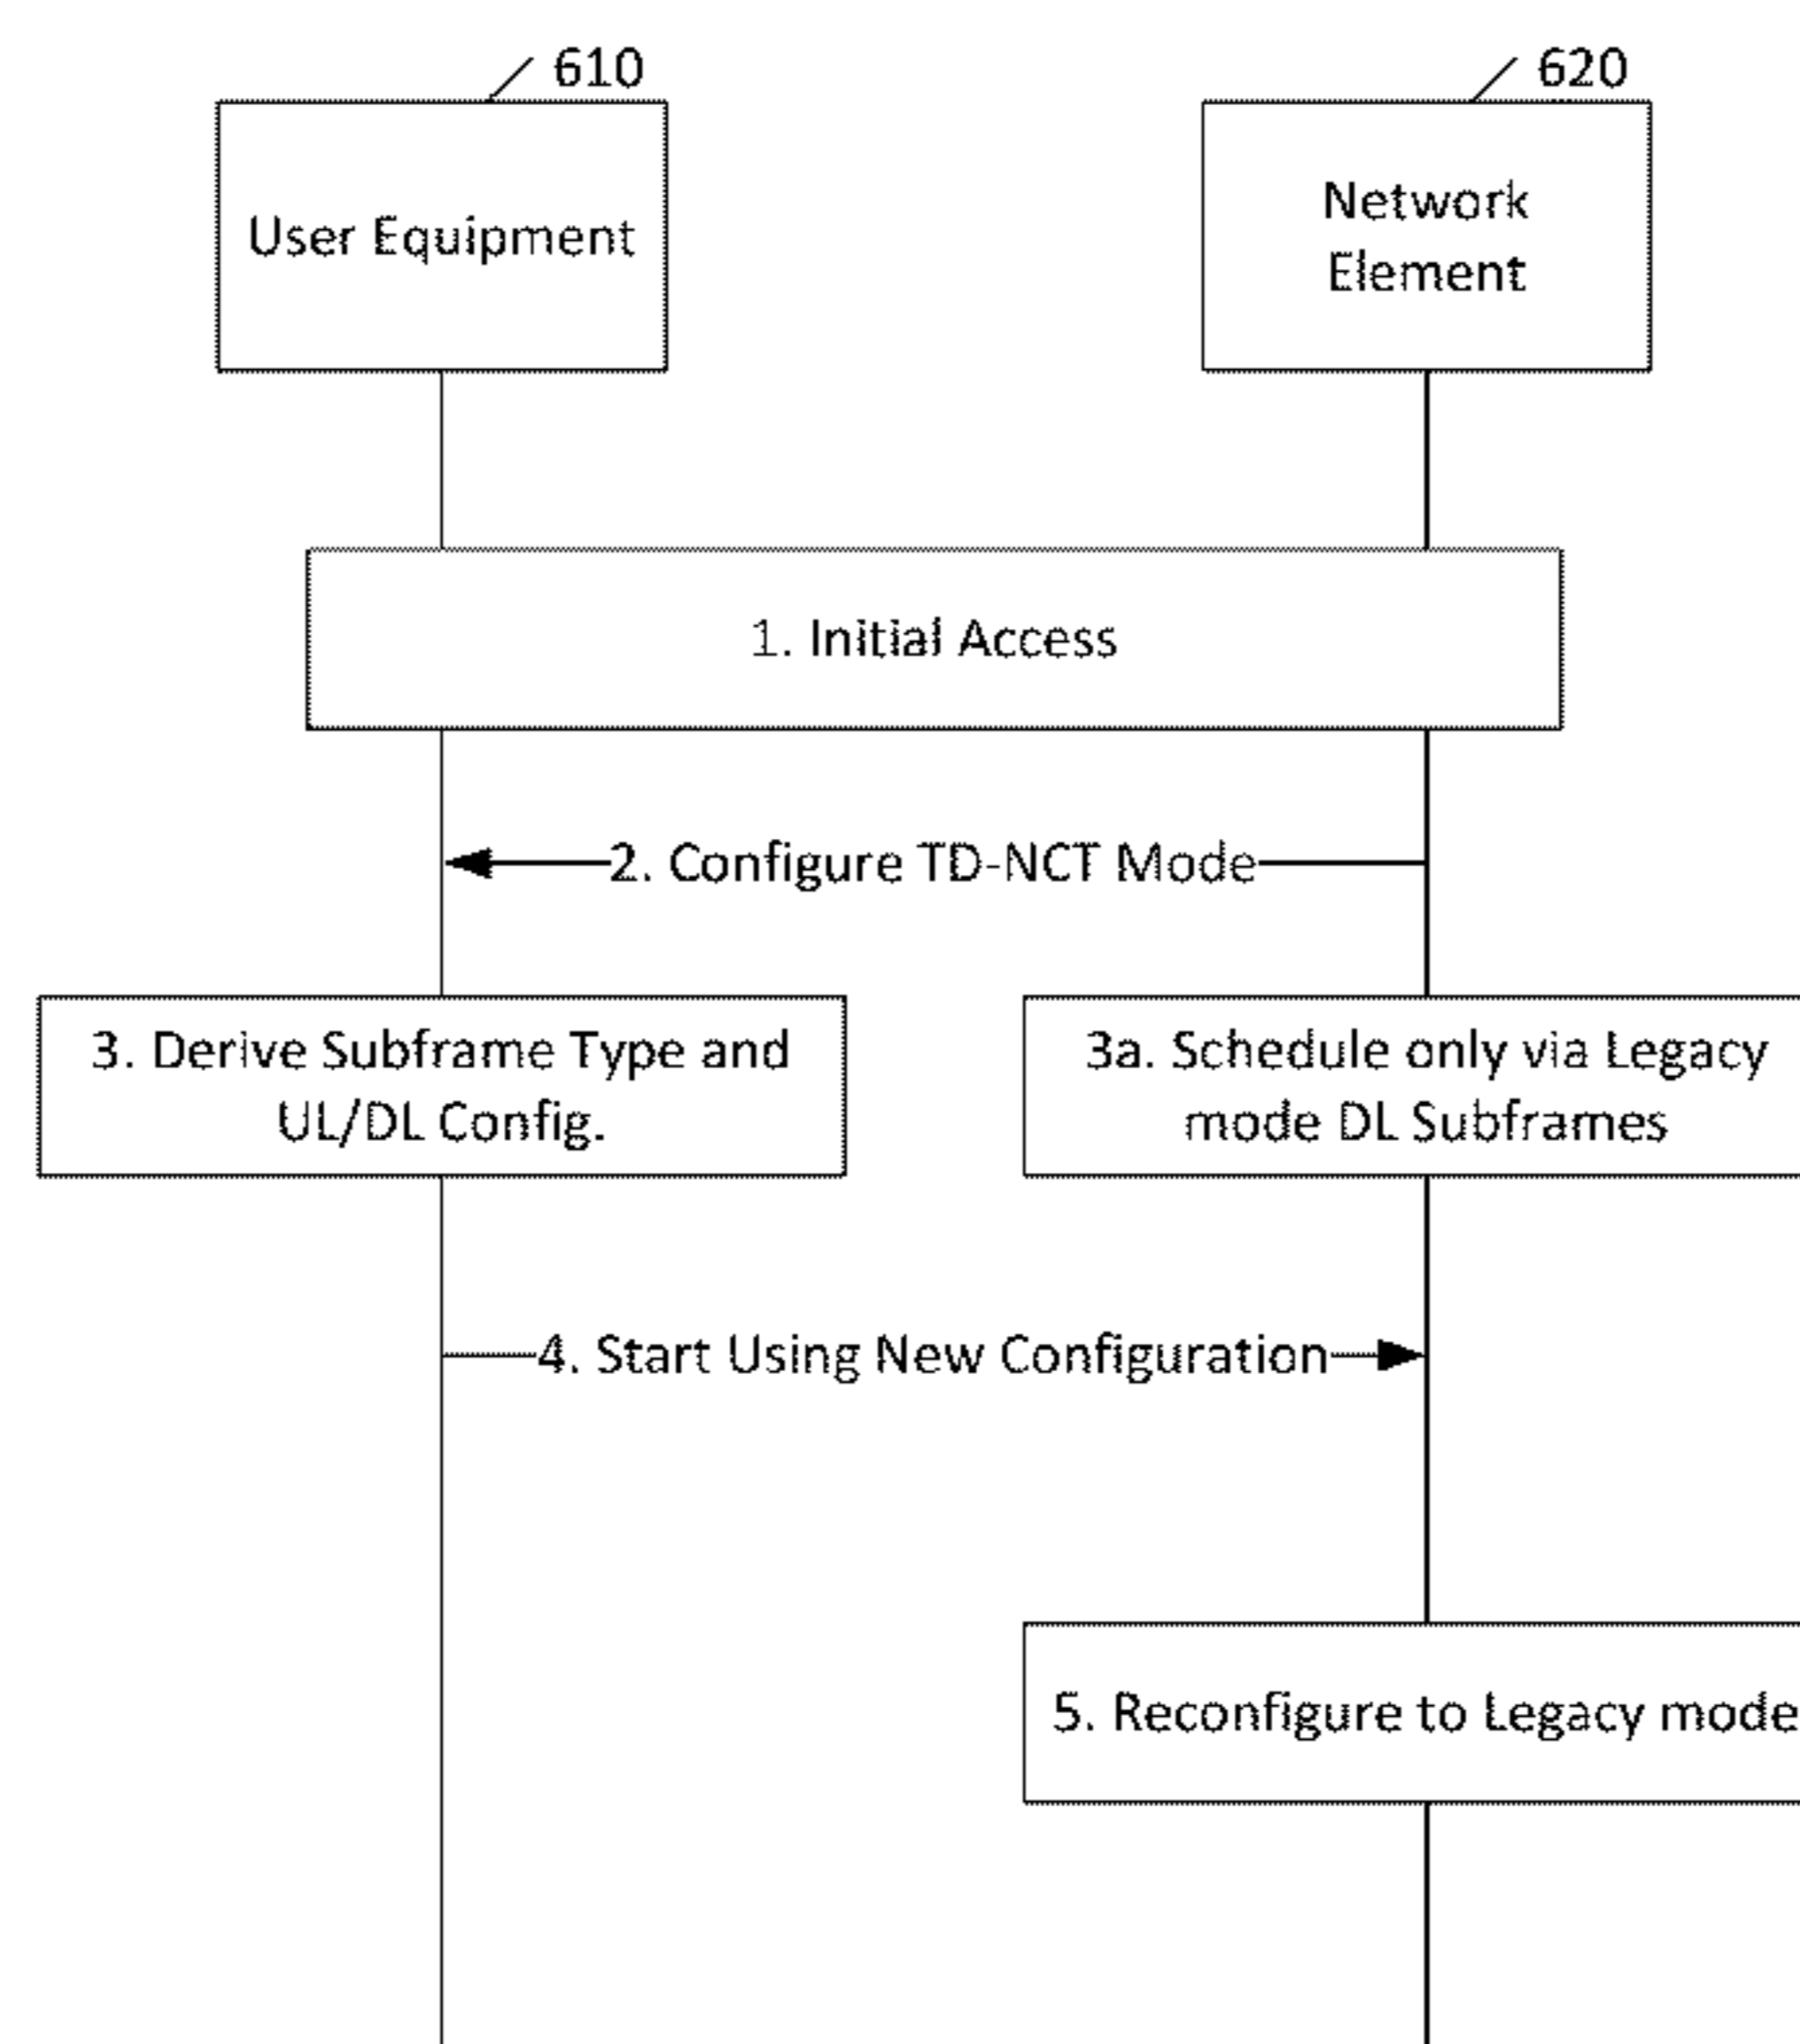 610
620
User Equipment
Network
Element
1. Initial Access
2. Configure TD-NCT Mode
3. Derive Subframe Type and
UL/DL Config.
3a. Schedule only via Legacy
mode DL Subframes
4. Start Using New Configuration
5. Reconfigure to Legacy mode